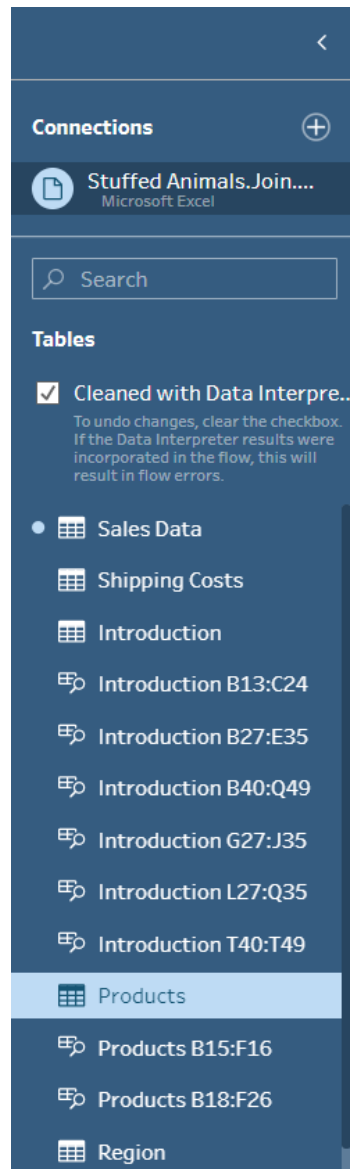 Connections
Stuffed Animals.Join....
Microsoft Excel
Search
Tables
Cleaned with Data Interpre..
To undo changes, clear the checkbox.
If the Data Interpreter results were
incorporated in the flow, this will
result in flow errors.
Sales Data
Shipping Costs
Introduction
Introduction B13:C24
Introduction B27:E35
Introduction B40:Q49
Introduction G27:J35
Introduction L27:Q35
Introduction T40:T49
Products
Products B15:F16
Products B18:F26
Region